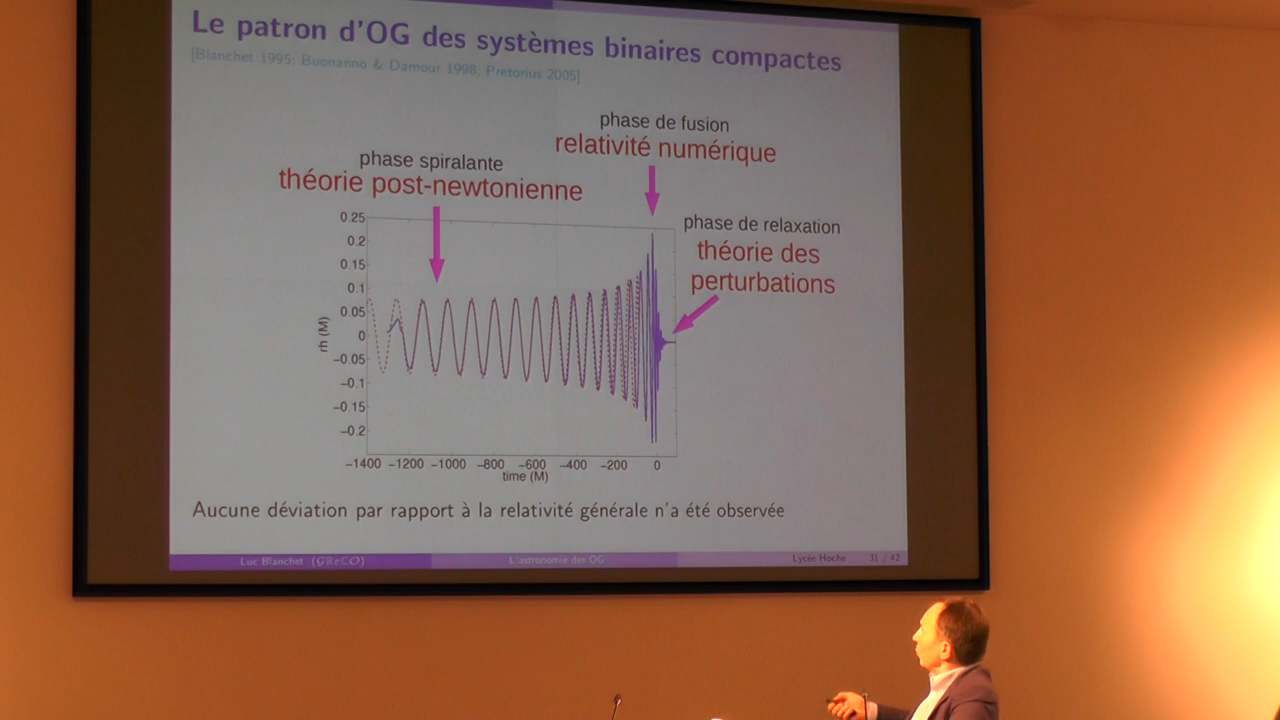 Le patron d'OG des systèmes binaires compactes
[Blanchet 1995; Buonanno & Damour 1998; Pretorius 2005]
phase de fusion
relativité numérique
phase spiralante
théorie post-newtonienne
phase de relaxation
théorie des
perturbations
0.25
0.2
0.15
0.1
0.05
0
−0.05
−0.1
−0.15
−0.2
rh (M)
−1400 −1200 −1000 −800 −600 −400 −200 0
time (M)
Aucune déviation par rapport à la relativité générale n'a été observée
Luc Blanchet (GReCO) L'astronomie des OG Lycée Hoche 31 / 42